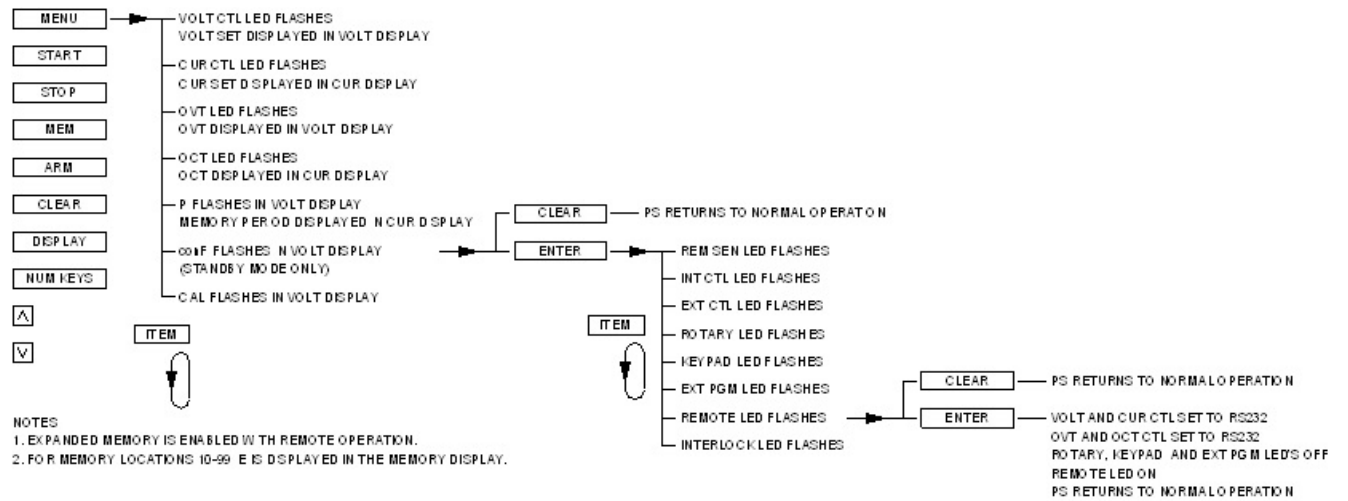 MENU
START
STOP
MEM
ARM
CLEAR
DISPLAY
NUM KEYS
VOLT CTL LED FLASHES
VOLT SET DISPLAYED IN VOLT DISPLAY
CUR CTL LED FLASHES
CUR SET D SPLAYED IN CUR DISPLAY
OVT LED FLASHES
OVT DISPLAYED IN VOLT DISPLAY
OCT LED FLASHES
OCT DISPLAYED IN CUR DISPLAY
P FLASHES IN VOLT DISPLAY
MEMORY PER OD DISPLAYED N CUR D SPLAY
conF FLASHES N VOLT DISPLAY
(STANDBY MODE ONLY)
CAL FLASHES IN VOLT DISPLAY
ITEM
CLEAR
PS RETURNS TO NORMAL OPERAT ON
ENTER
REM SEN LED FLASHES
INT CTL LED FLASHES
EXT CTL LED FLASHES
ROTARY LED FLASHES
KEYPAD LED FLASHES
EXT PGM LED FLASHES
REMOTE LED FLASHES
INTERLOCK LED FLASHES
ITEM
CLEAR
PS RETURNS TO NORMAL OPERATION
ENTER
VOLT AND CUR CTL SET TO RS232
OVT AND OCT CTL SET TO RS232
ROTARY, KEYPAD AND EXT PGM LED'S OFF
REMOTE LED ON
PS RETURNS TO NORMAL OPERATION
NOTES
1. EXPANDED MEMORY IS ENABLED W TH REMOTE OPERATION.
2. FOR MEMORY LOCATIONS 10-99 E IS D SPLAYED IN THE MEMORY DISPLAY.